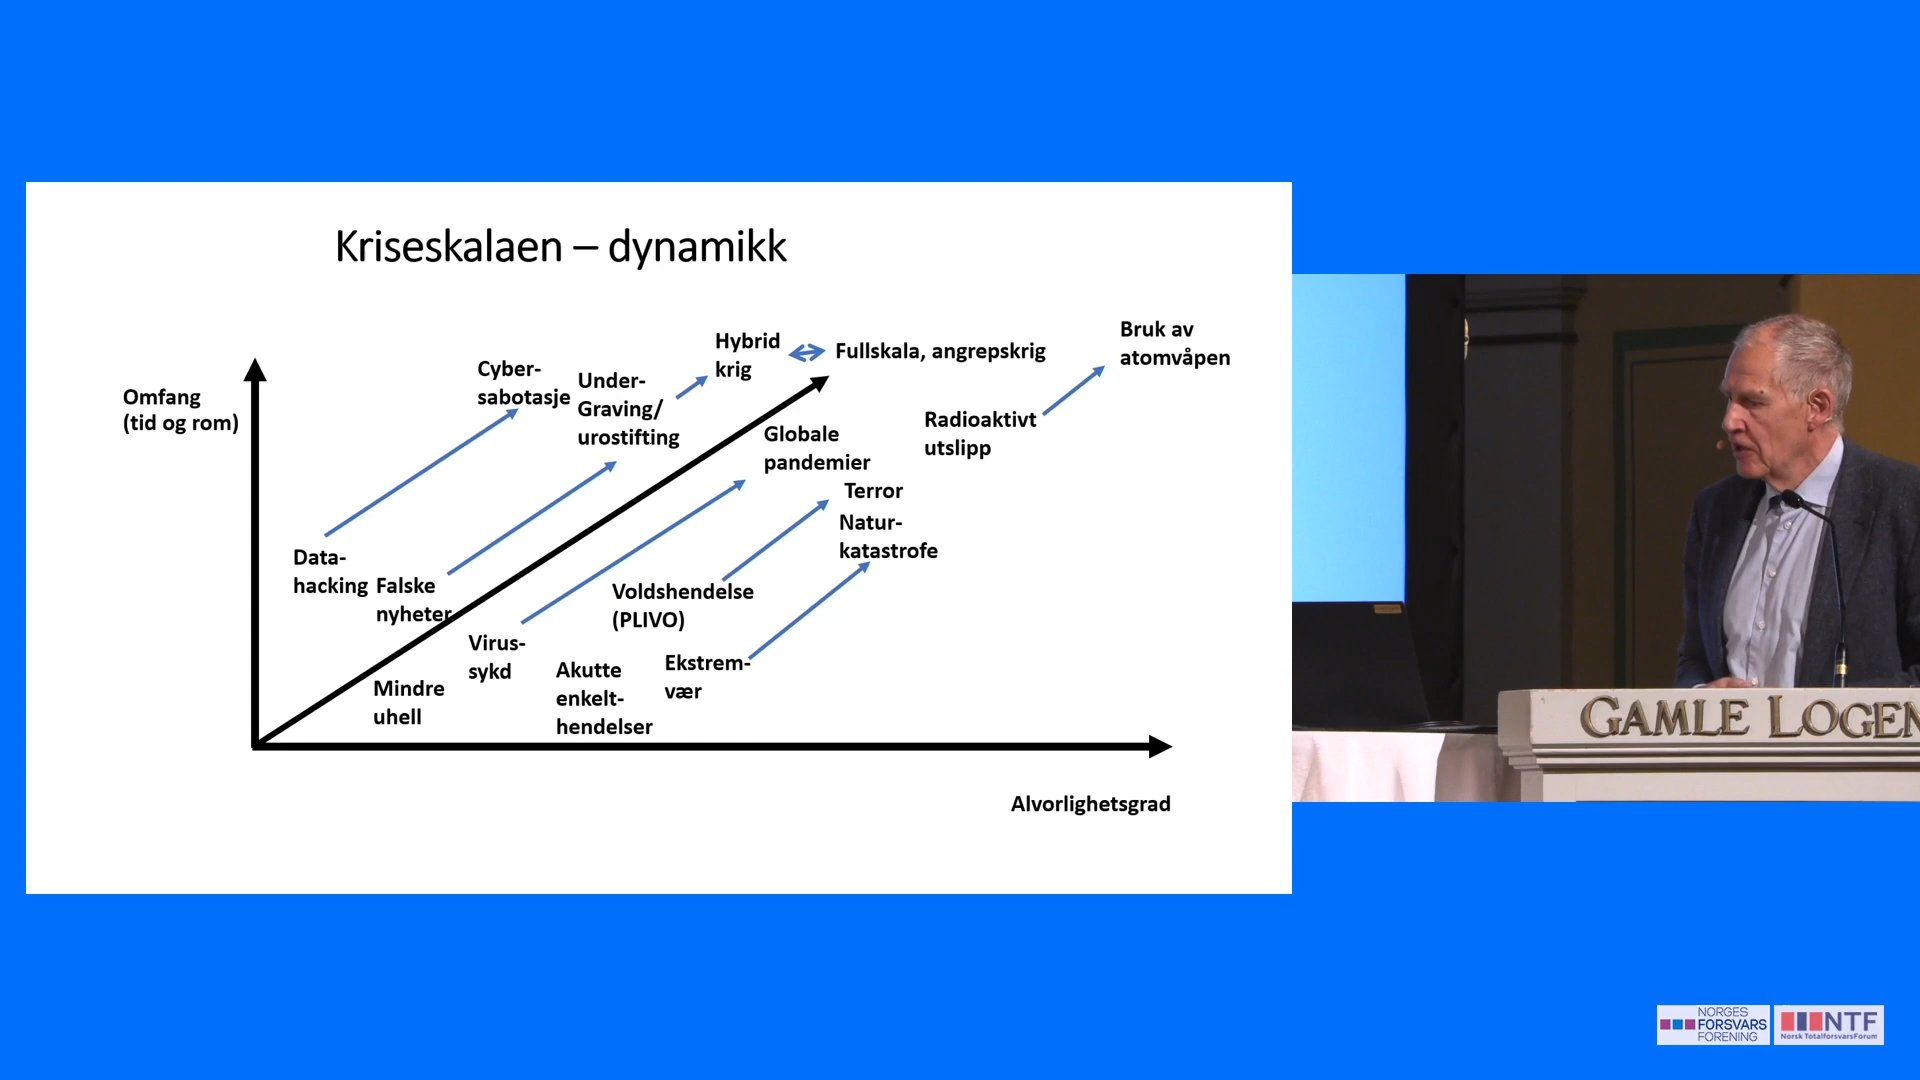 Kriseskalaen – dynamikk
Omfang
(tid og rom)
Cyber-
sabotasje
Under-
Graving/
urostifting
Hybrid
krig
Fullskala, angrepskrig
Bruk av
atomvåpen
Globale
pandemier
Radioaktivt
utslipp
Terror
Natur-
katastrofe
Data-
hacking
Falske
nyheter
Virus-
sykd
Voldshendelse
(PLIVO)
Mindre
uhell
Akutte
enkelt-
hendelser
Ekstrem-
vær
Alvorlighetsgrad
GAMLE LOGEN
NORGES
FORSVARS
FORENING
NTF
Norsk TotalforsvarsForum